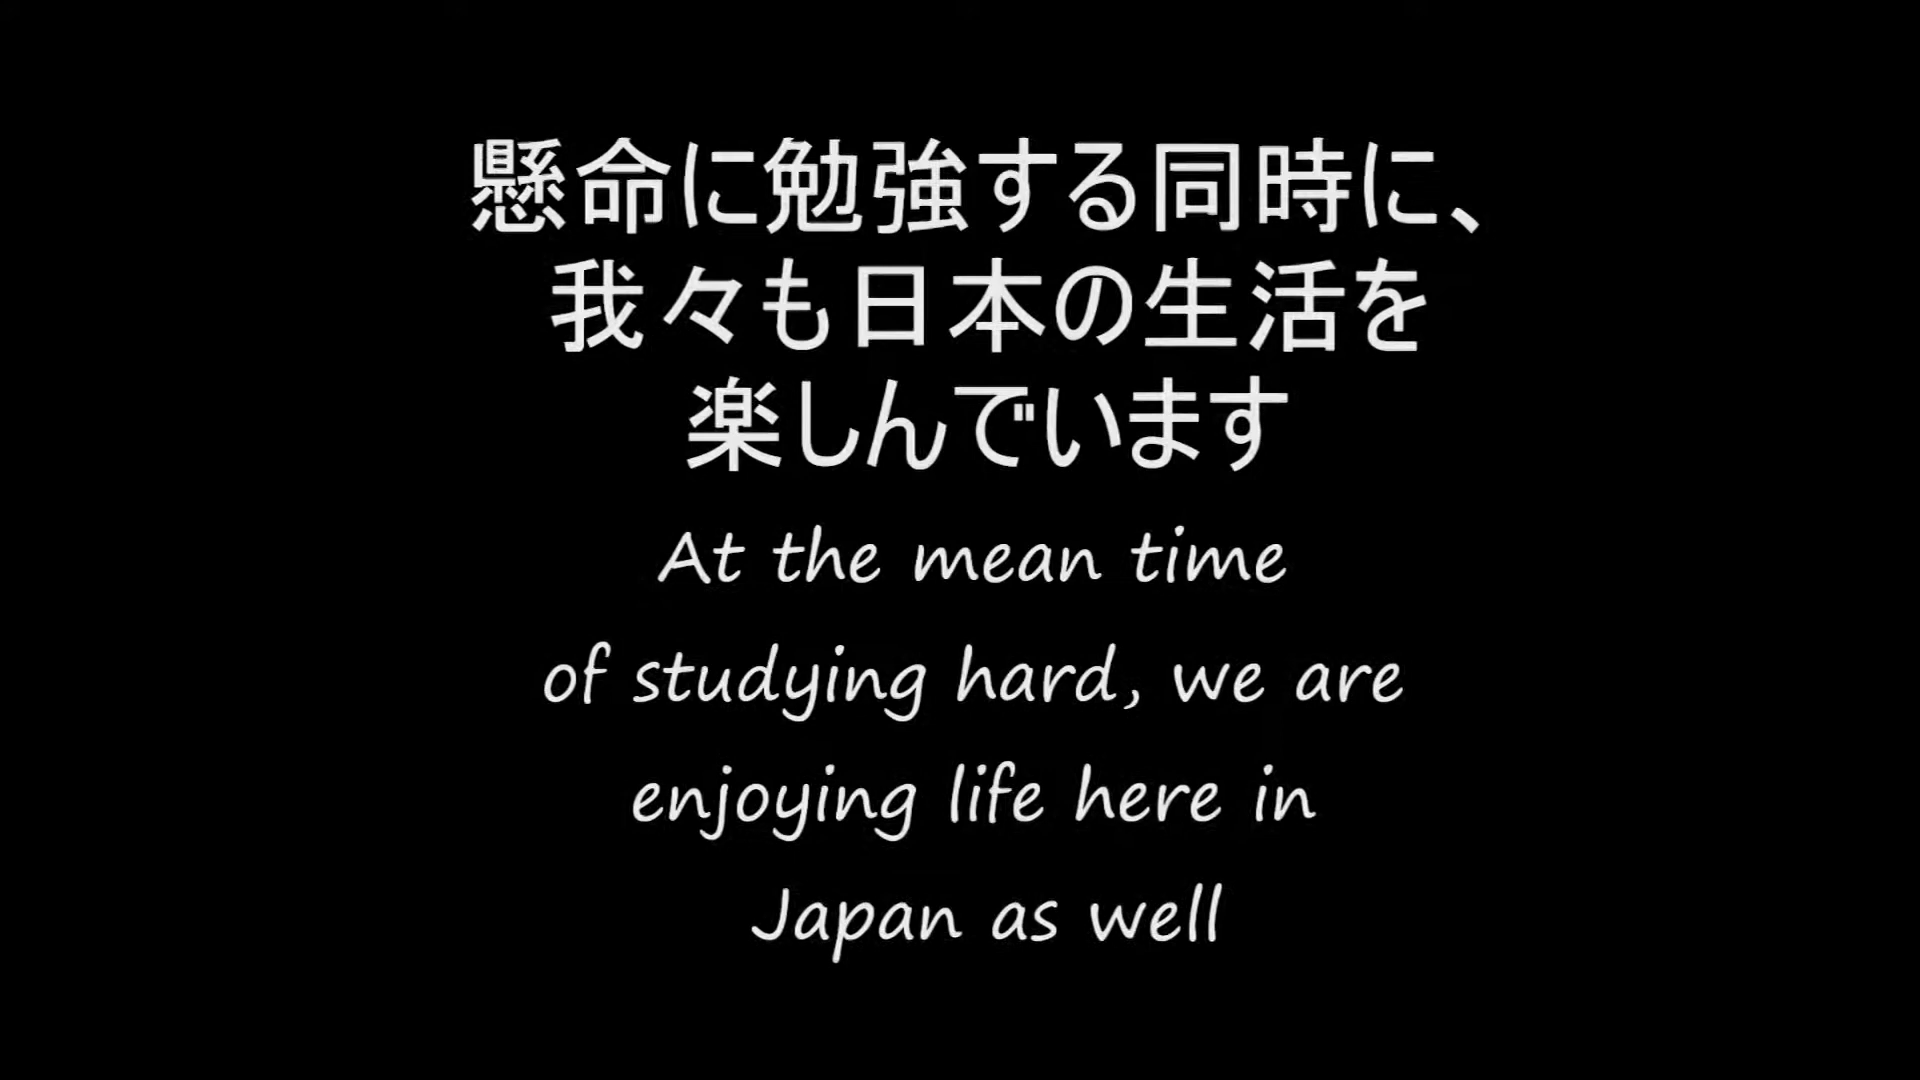 懸命に勉強する同時に、
我々も日本の生活を
楽しんでいます
At the mean time
of studying hard, we are
enjoying life here in
Japan as well